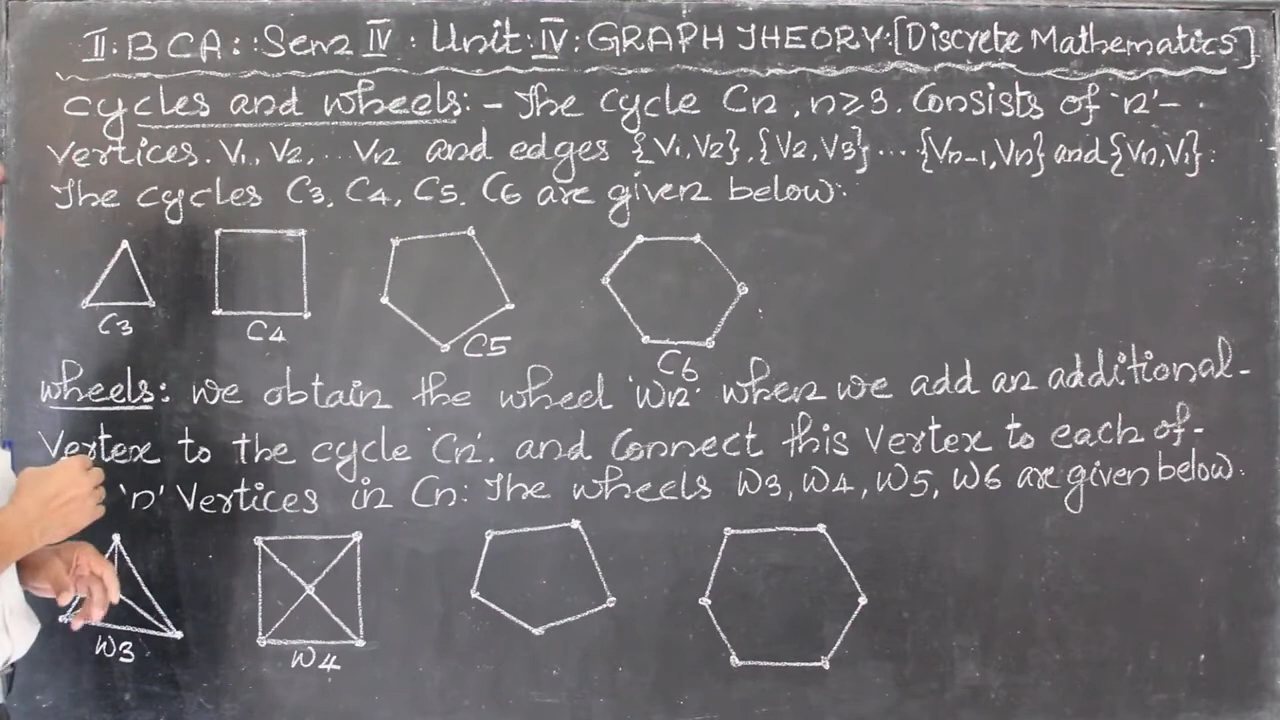 II: BCA: Sem IV: Unit: IV: GRAPH THEORY: [Discrete Mathematics]
Cycles and wheels: - The cycle Cn, n≥3. Consists of 'n'-
Vertices. V1, V2, ... Vn and edges {V1,V2}, {V2,V3} ... {Vn-1,Vn} and {Vn,V1}.
The cycles C3, C4, C5, C6 are given below:
C3 C4 C5 C6
Wheels: We obtain the wheel 'Wn' when we add an additional-
Vertex to the cycle 'Cn'. and Connect this Vertex to each of-
'n' Vertices in Cn: The wheels W3, W4, W5, W6 are given below:
W3 W4